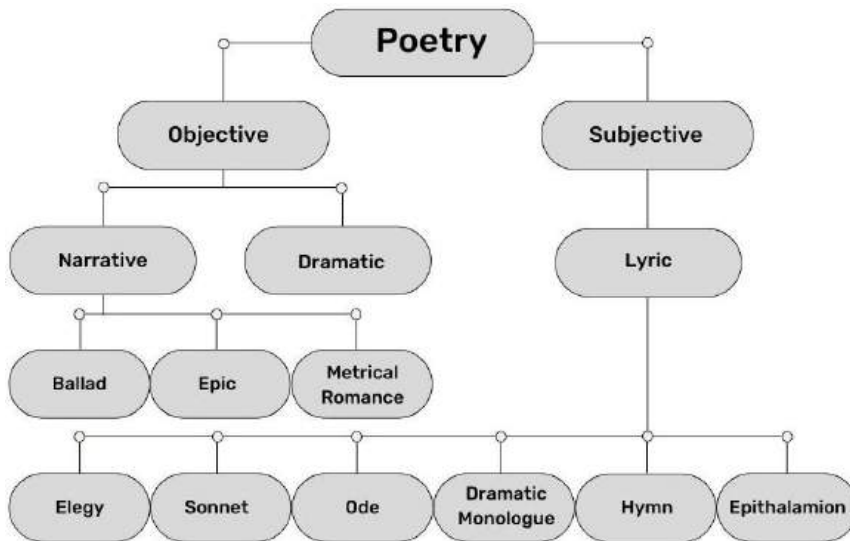 Poetry
Objective
Subjective
Narrative
Dramatic
Lyric
Ballad
Epic
Metrical
Romance
Elegy
Sonnet
Ode
Dramatic
Monologue
Hymn
Epithalamion